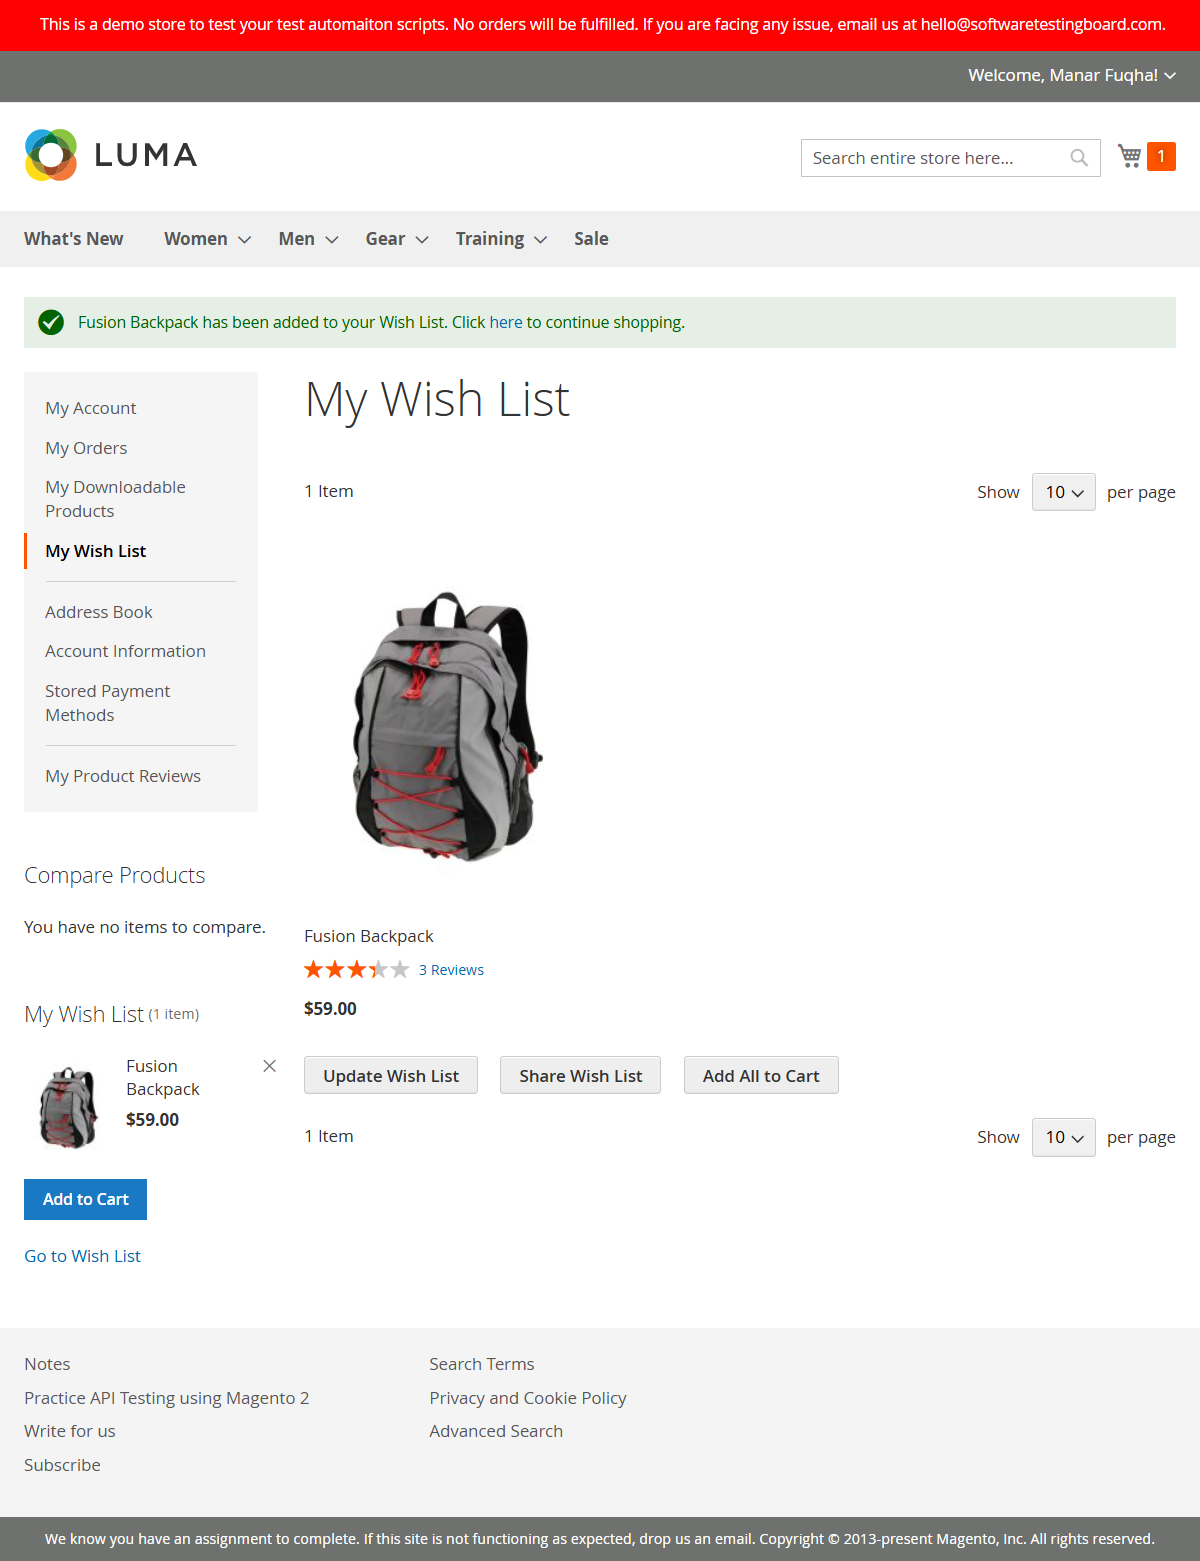 This is a demo store to test your test automaiton scripts. No orders will be fulfilled. If you are facing any issue, email us at hello@softwaretestingboard.com.
Welcome, Manar Fuqha!
LUMA
Search entire store here...
1
What's New Women Men Gear Training Sale
Fusion Backpack has been added to your Wish List. Click here to continue shopping.
My Account
My Orders
My Downloadable
Products
My Wish List
Address Book
Account Information
Stored Payment
Methods
My Product Reviews
Compare Products
You have no items to compare.
My Wish List (1 item)
Fusion
Backpack
$59.00
Add to Cart
Go to Wish List
My Wish List
1 Item
Show 10 per page
Fusion Backpack
3 Reviews
$59.00
Update Wish List Share Wish List Add All to Cart
1 Item
Show 10 per page
Notes
Practice API Testing using Magento 2
Write for us
Subscribe
Search Terms
Privacy and Cookie Policy
Advanced Search
We know you have an assignment to complete. If this site is not functioning as expected, drop us an email. Copyright © 2013-present Magento, Inc. All rights reserved.